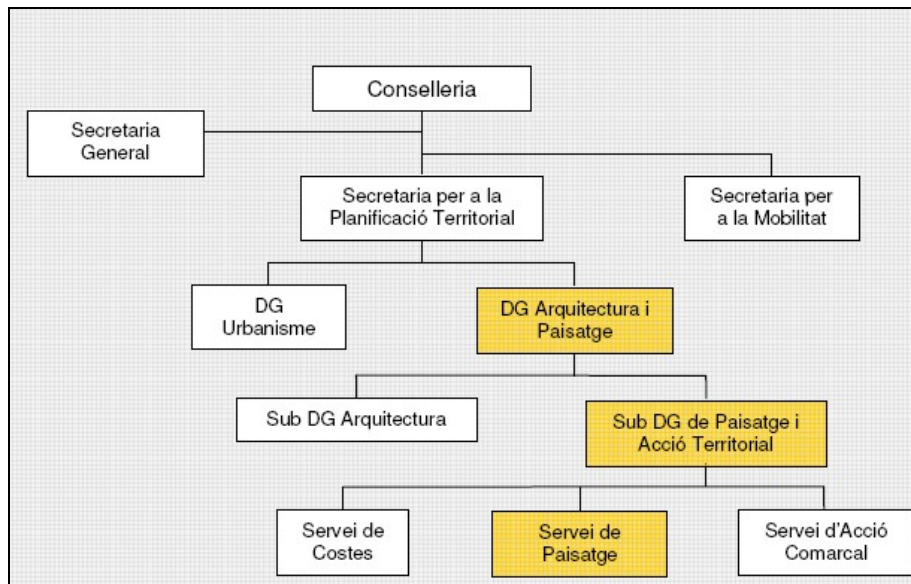 Conselleria
Secretaria
General
Secretaria per a la
Planificació Territorial
Secretaria per
a la Mobilitat
DG
Urbanisme
DG Arquitectura i
Paisatge
Sub DG Arquitectura
Sub DG de Paisatge i
Acció Territorial
Servei de
Costes
Servei de
Paisatge
Servei d'Acció
Comarcal